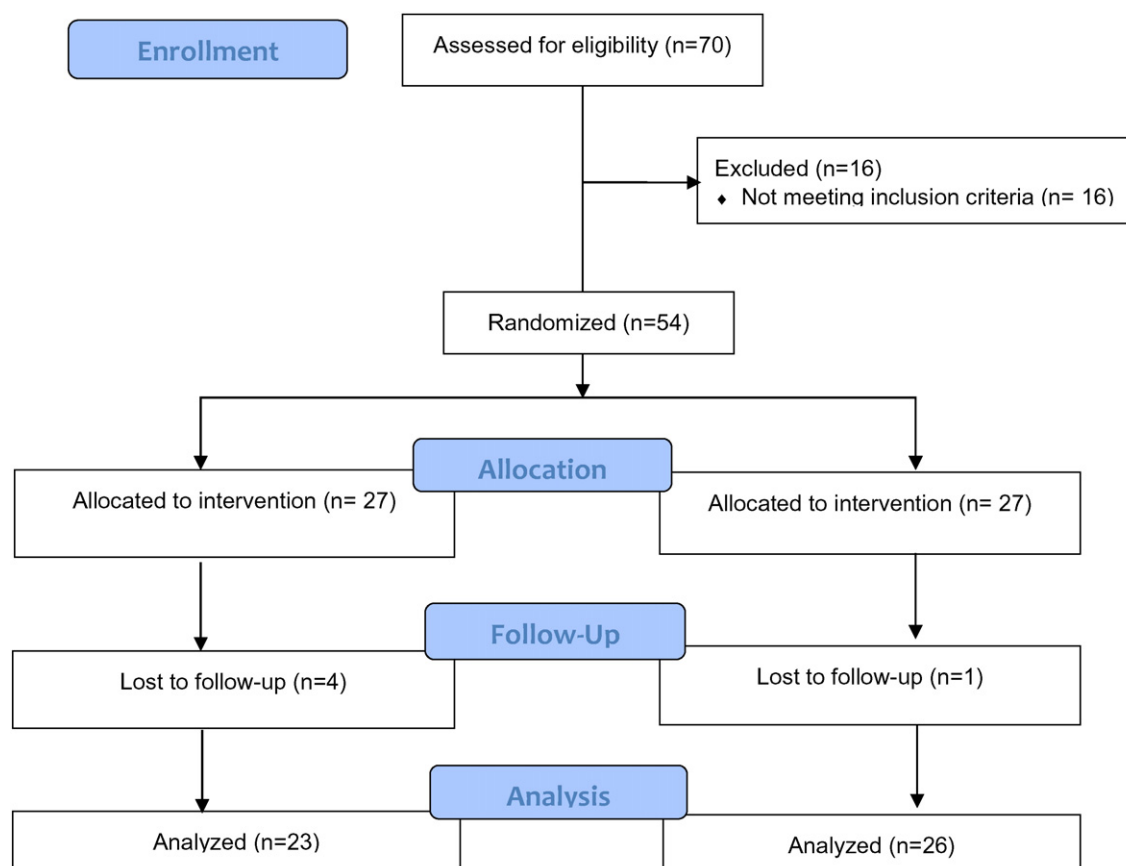 Enrollment
Assessed for eligibility (n=70)
Excluded (n=16)
♦ Not meeting inclusion criteria (n= 16)
Randomized (n=54)
Allocation
Allocated to intervention (n= 27)
Allocated to intervention (n= 27)
Follow-Up
Lost to follow-up (n=4)
Lost to follow-up (n=1)
Analysis
Analyzed (n=23)
Analyzed (n=26)